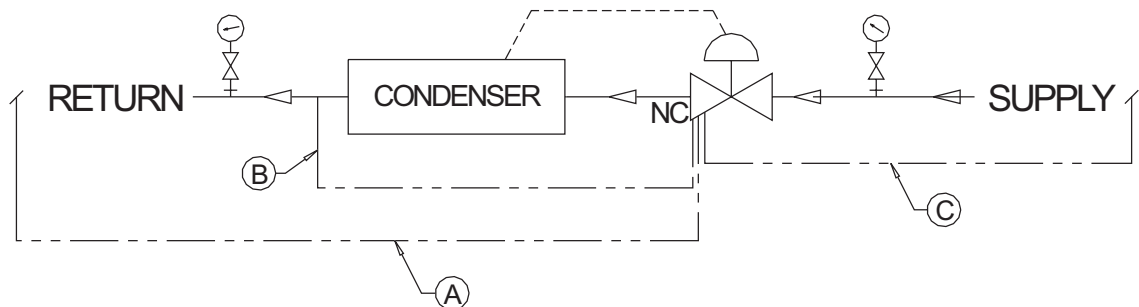 RETURN
CONDENSER
NC
SUPPLY
B
C
A